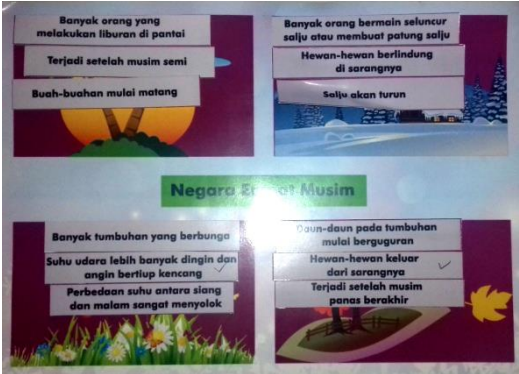 Banyak orang yang
melakukan liburan di pantai
Terjadi setelah musim semi
Buah-buahan mulai matang
Banyak orang bermain seluncur
salju atau membuat patung salju
Hewan-hewan berlindung
di sarangnya
Salju akan turun
Negara Empat Musim
Banyak tumbuhan yang berbunga
Suhu udara lebih banyak dingin dan
angin bertiup kencang
Perbedaan suhu antara siang
dan malam sangat menyolok
Daun-daun pada tumbuhan
mulai berguguran
Hewan-hewan keluar
dari sarangnya
Terjadi setelah musim
panas berakhir